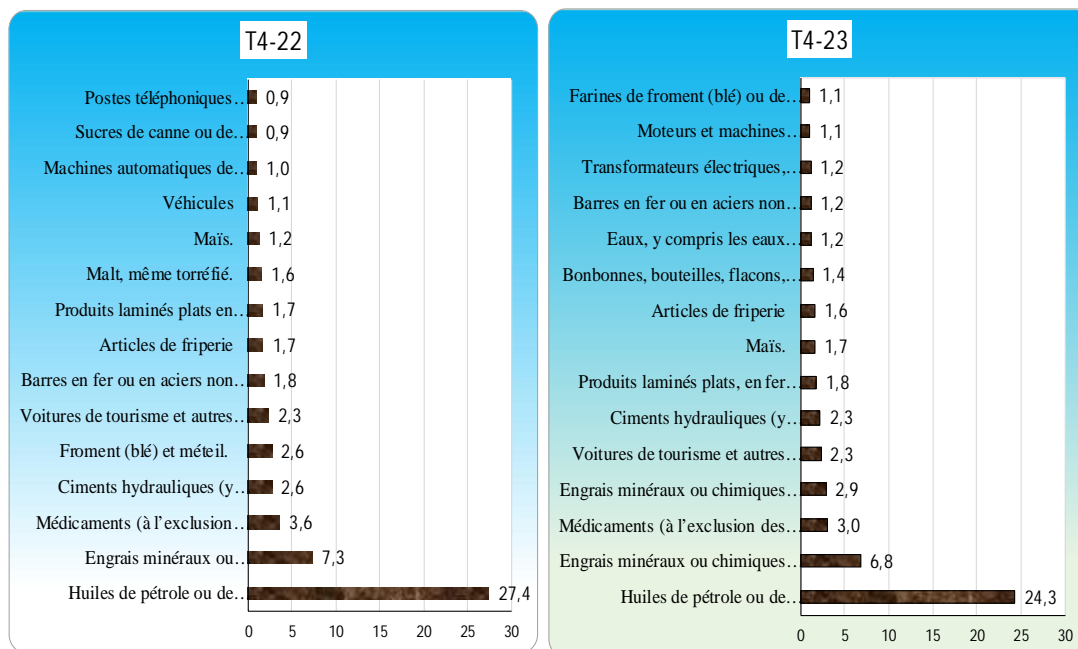 T4-22
Postes téléphoniques.. 0,9
Sucres de canne ou de.. 0,9
Machines automatiques de.. 1,0
Véhicules 1,1
Maïs. 1,2
Malt, même torréfié. 1,6
Produits laminés plats en.. 1,7
Articles de friperie 1,7
Barres en fer ou en aciers non.. 1,8
Voitures de tourisme et autres.. 2,3
Froment (blé) et méteil. 2,6
Ciments hydrauliques (y.. 2,6
Médicaments (à l’exclusion.. 3,6
Engrais minéraux ou.. 7,3
Huiles de pétrole ou de.. 27,4
0 5 10 15 20 25 30
T4-23
Farines de froment (blé) ou de.. 1,1
Moteurs et machines.. 1,1
Transformateurs électriques,.. 1,2
Barres en fer ou en aciers non.. 1,2
Eaux, y compris les eaux.. 1,2
Bonbonnes, bouteilles, flacons,.. 1,4
Articles de friperie 1,6
Maïs. 1,7
Produits laminés plats, en fer.. 1,8
Ciments hydrauliques (y.. 2,3
Voitures de tourisme et autres.. 2,3
Engrais minéraux ou chimiques.. 2,9
Médicaments (à l’exclusion des.. 3,0
Engrais minéraux ou chimiques.. 6,8
Huiles de pétrole ou de.. 24,3
0 5 10 15 20 25 30